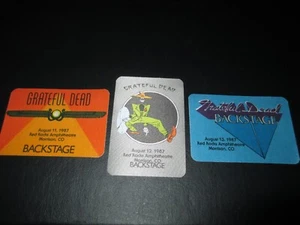 GRATEFUL DEAD
August 11, 1987
Red Rocks Amphitheatre
Morrison, CO
BACKSTAGE
GRATEFUL DEAD
August 13, 1987
Red Rocks Amphitheatre
Morrison, CO
BACKSTAGE
Grateful Dead
BACKSTAGE
August 12, 1987
Red Rocks Amphitheatre
Morrison, CO